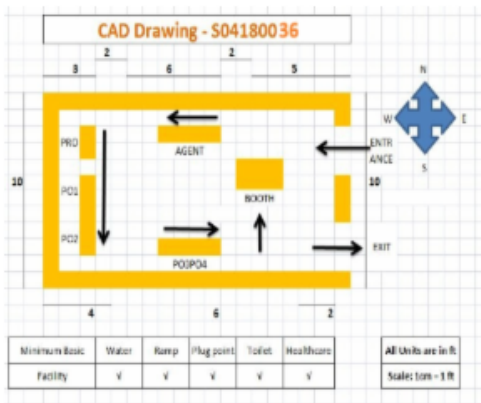 CAD Drawing - S04180036
2 2
3 6 5
N
W E
S
PRO
AGENT
ENTR
ANCE
10
PO1
10
BOOTH
PO2
EXIT
PO3PO4
4 6 2
Minimum Basic Water Ramp Plug point Toilet Healthcare
Facility √ √ √ √ √
All Units are in ft
Scale: 1cm - 1 ft